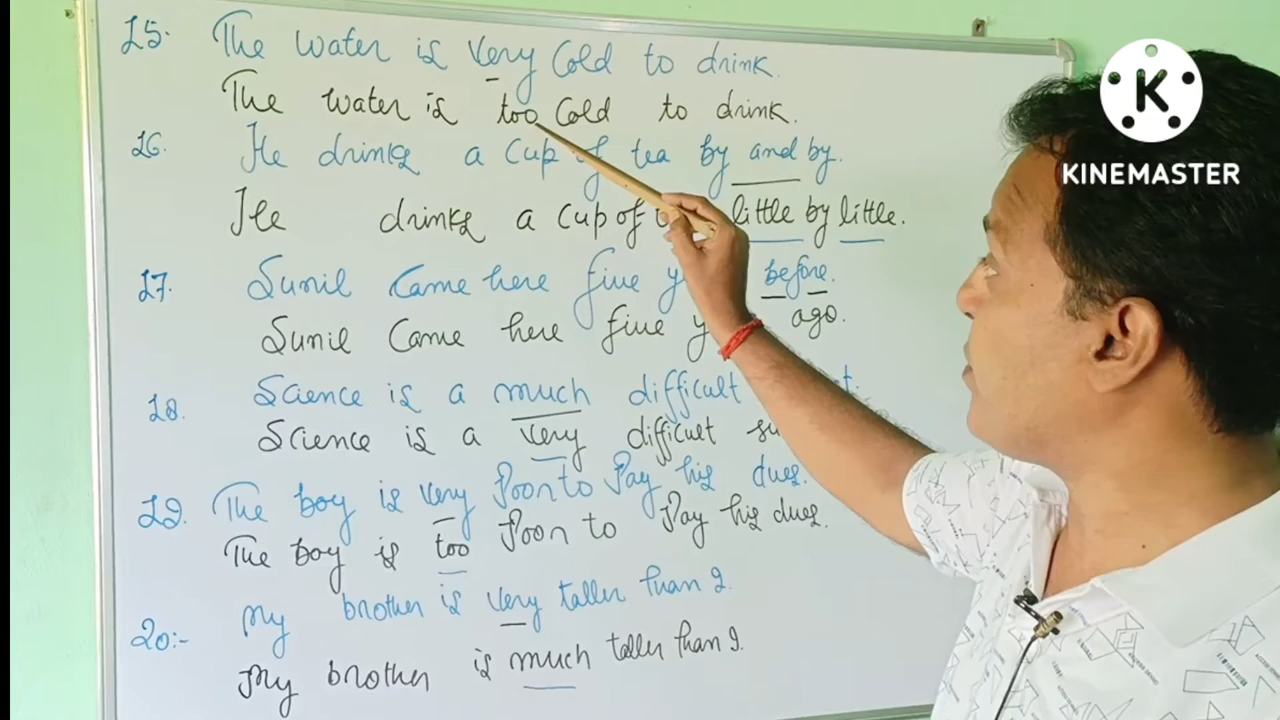 15. The water is very Cold to drink.
The water is too Cold to drink.
16. He drinks a Cup of tea by and by.
He drinks a Cup of little by little.
17. Sunil Came here five before.
Sunil Came here five ago.
18. Science is a much difficult
Science is a very difficult
19. The boy is very Poor to Pay his dues.
The boy is too Poor to Pay his dues.
20:- My brother is very taller than I.
My brother is much taller than I.
K
KINEMASTER